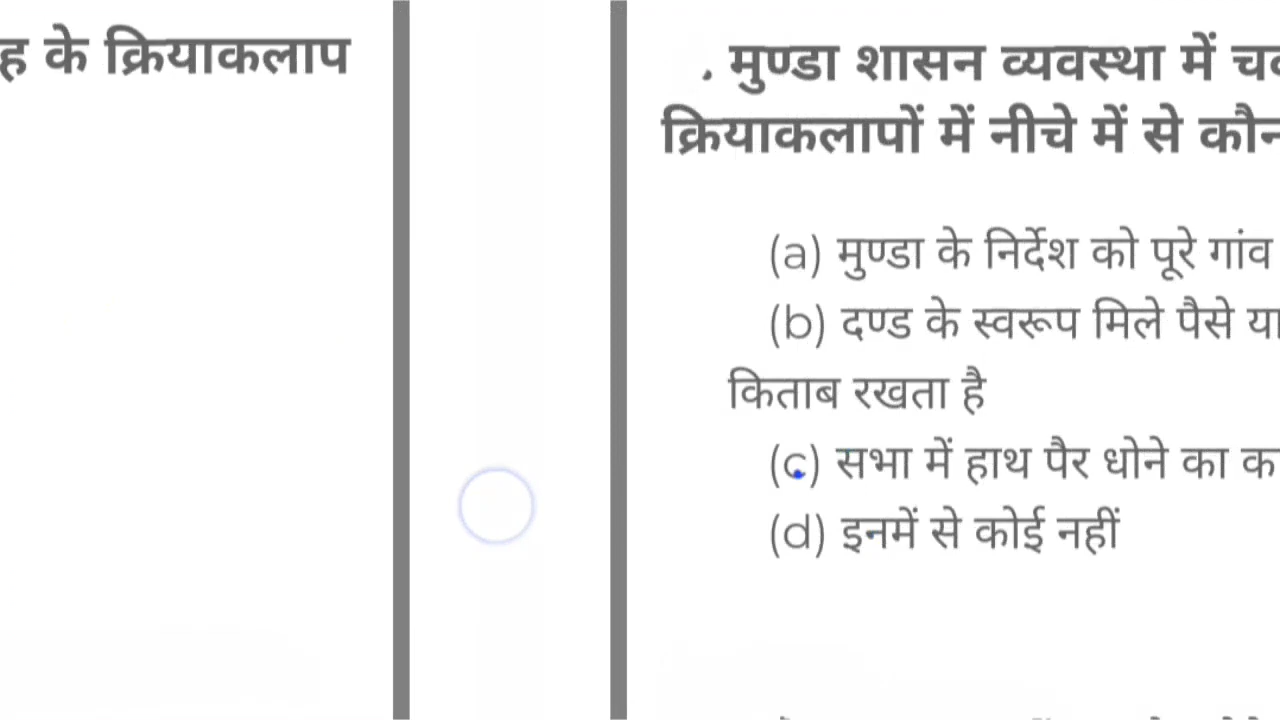 के क्रियाकलाप
. मुण्डा शासन व्यवस्था में
क्रियाकलापों में नीचे में से
(a) मुण्डा के निर्देश को पूरे गांव
(b) दण्ड के स्वरूप मिले पैसे या
किताब रखता है
(c) सभा में हाथ पैर धोने का
(d) इनमें से कोई नहीं